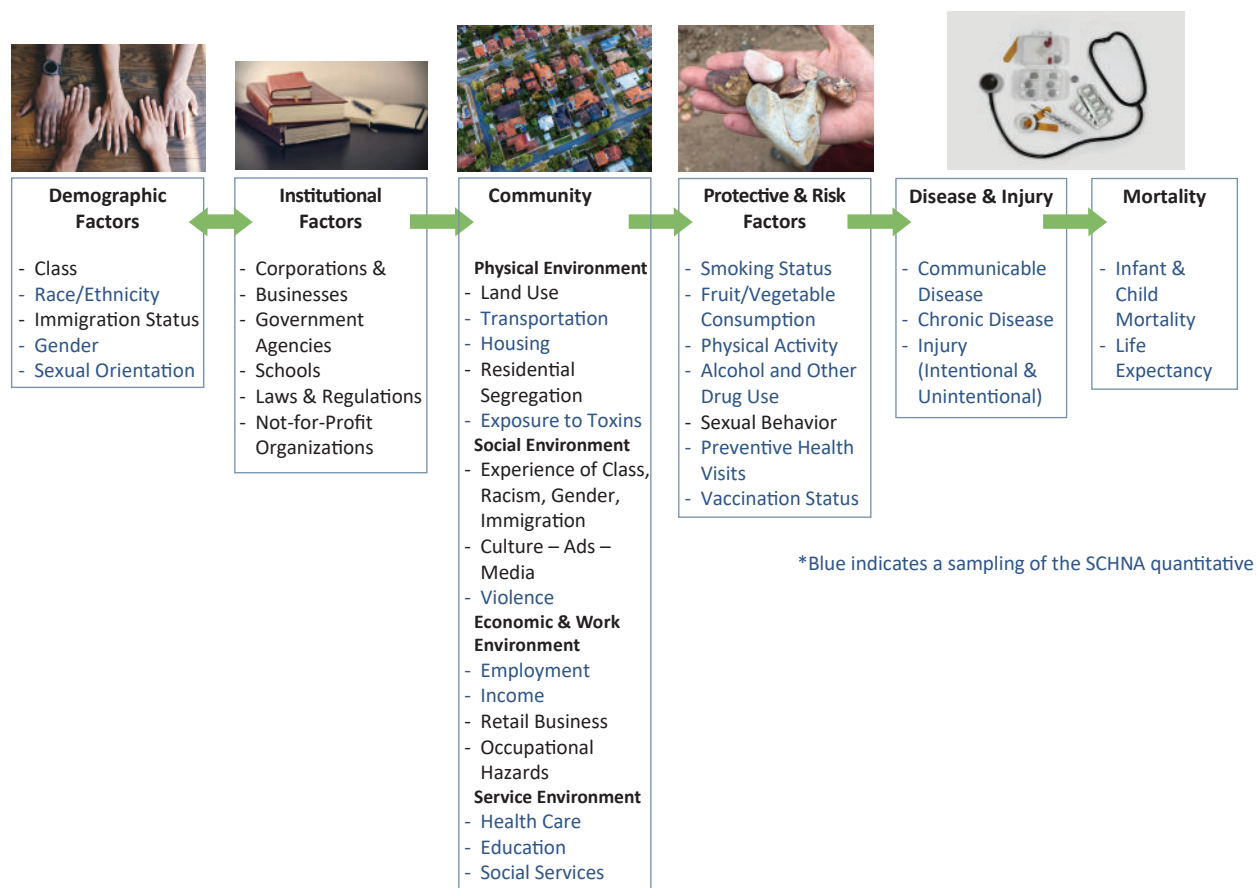 Demographic
Factors
- Class
- Race/Ethnicity
- Immigration Status
- Gender
- Sexual Orientation
Institutional
Factors
- Corporations &
- Businesses
- Government
Agencies
- Schools
- Laws & Regulations
- Not-for-Profit
Organizations
Community
Physical Environment
- Land Use
- Transportation
- Housing
- Residential
Segregation
- Exposure to Toxins
Social Environment
- Experience of Class,
Racism, Gender,
Immigration
- Culture – Ads –
Media
- Violence
Economic & Work
Environment
- Employment
- Income
- Retail Business
- Occupational
Hazards
Service Environment
- Health Care
- Education
- Social Services
Protective & Risk
Factors
- Smoking Status
- Fruit/Vegetable
Consumption
- Physical Activity
- Alcohol and Other
Drug Use
- Sexual Behavior
- Preventive Health
Visits
- Vaccination Status
Disease & Injury
- Communicable
Disease
- Chronic Disease
- Injury
(Intentional &
Unintentional)
Mortality
- Infant &
Child
Mortality
- Life
Expectancy
*Blue indicates a sampling of the SCHNA quantitative